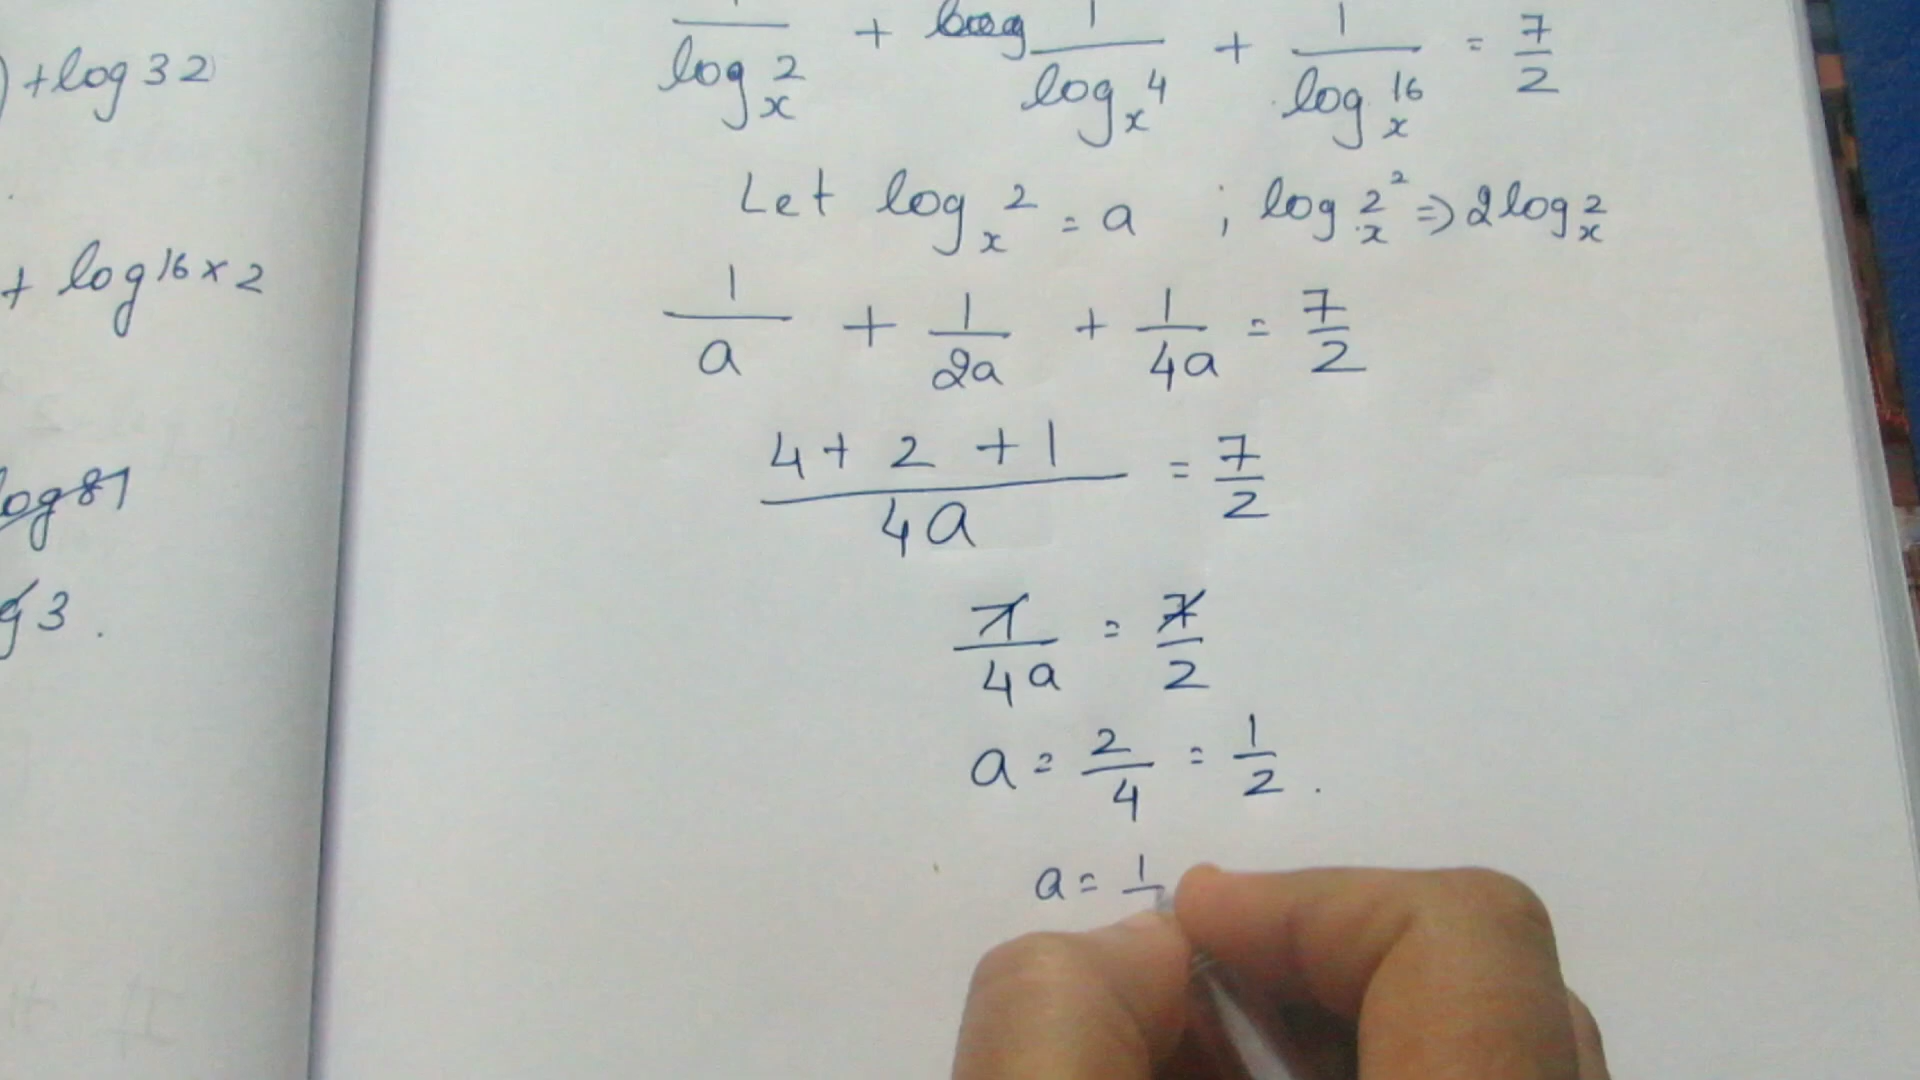 ) + log 32
+ log 16 x 2
log 81
g 3 .
1/log_x 2 + 1/log_x 4 + 1/log_x 16 = 7/2
Let log_x 2 = a ; log_x 2² ⇒ 2 log_x 2
1/a + 1/2a + 1/4a = 7/2
4 + 2 + 1/4a = 7/2
7/4a = 7/2
a = 2/4 = 1/2 .
a = 1